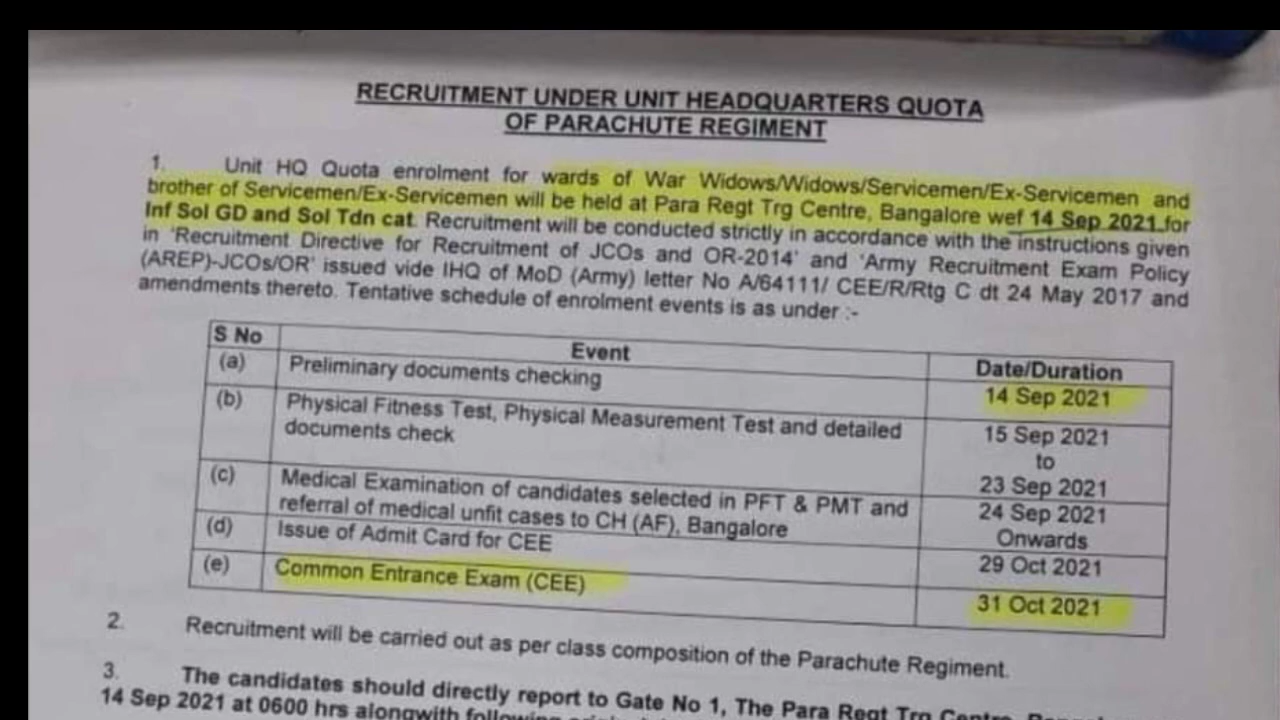 RECRUITMENT UNDER UNIT HEADQUARTERS QUOTA
OF PARACHUTE REGIMENT
1. Unit HQ Quota enrolment for wards of War Widows/Widows/Servicemen/Ex-Servicemen and
brother of Servicemen/Ex-Servicemen will be held at Para Regt Trg Centre, Bangalore wef 14 Sep 2021 for
Inf Sol GD and Sol Tdn cat. Recruitment will be conducted strictly in accordance with the instructions given
in 'Recruitment Directive for Recruitment of JCOs and OR-2014' and 'Army Recruitment Exam Policy
(AREP)-JCOs/OR' issued vide IHQ of MoD (Army) letter No A/64111/ CEE/R/Rtg C dt 24 May 2017 and
amendments thereto. Tentative schedule of enrolment events is as under :-
S No Event Date/Duration
(a) Preliminary documents checking 14 Sep 2021
(b) Physical Fitness Test, Physical Measurement Test and detailed
documents check
15 Sep 2021
to
23 Sep 2021
(c) Medical Examination of candidates selected in PFT & PMT and
referral of medical unfit cases to CH (AF), Bangalore
24 Sep 2021
Onwards
(d) Issue of Admit Card for CEE 29 Oct 2021
(e) Common Entrance Exam (CEE) 31 Oct 2021
2. Recruitment will be carried out as per class composition of the Parachute Regiment.
3. The candidates should directly report to Gate No 1, The Para Regt Trg Centre,
14 Sep 2021 at 0600 hrs alongwith following